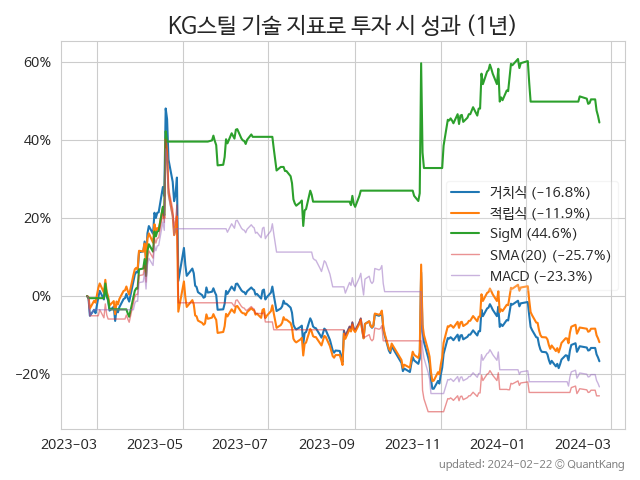 KG스틸 기술 지표로 투자 시 성과 (1년)
60%
40%
20%
0%
−20%
거치식 (−16.8%)
적립식 (−11.9%)
SigM (44.6%)
SMA(20) (−25.7%)
MACD (−23.3%)
2023-03 2023-05 2023-07 2023-09 2023-11 2024-01 2024-03
updated: 2024-02-22 © QuantKang